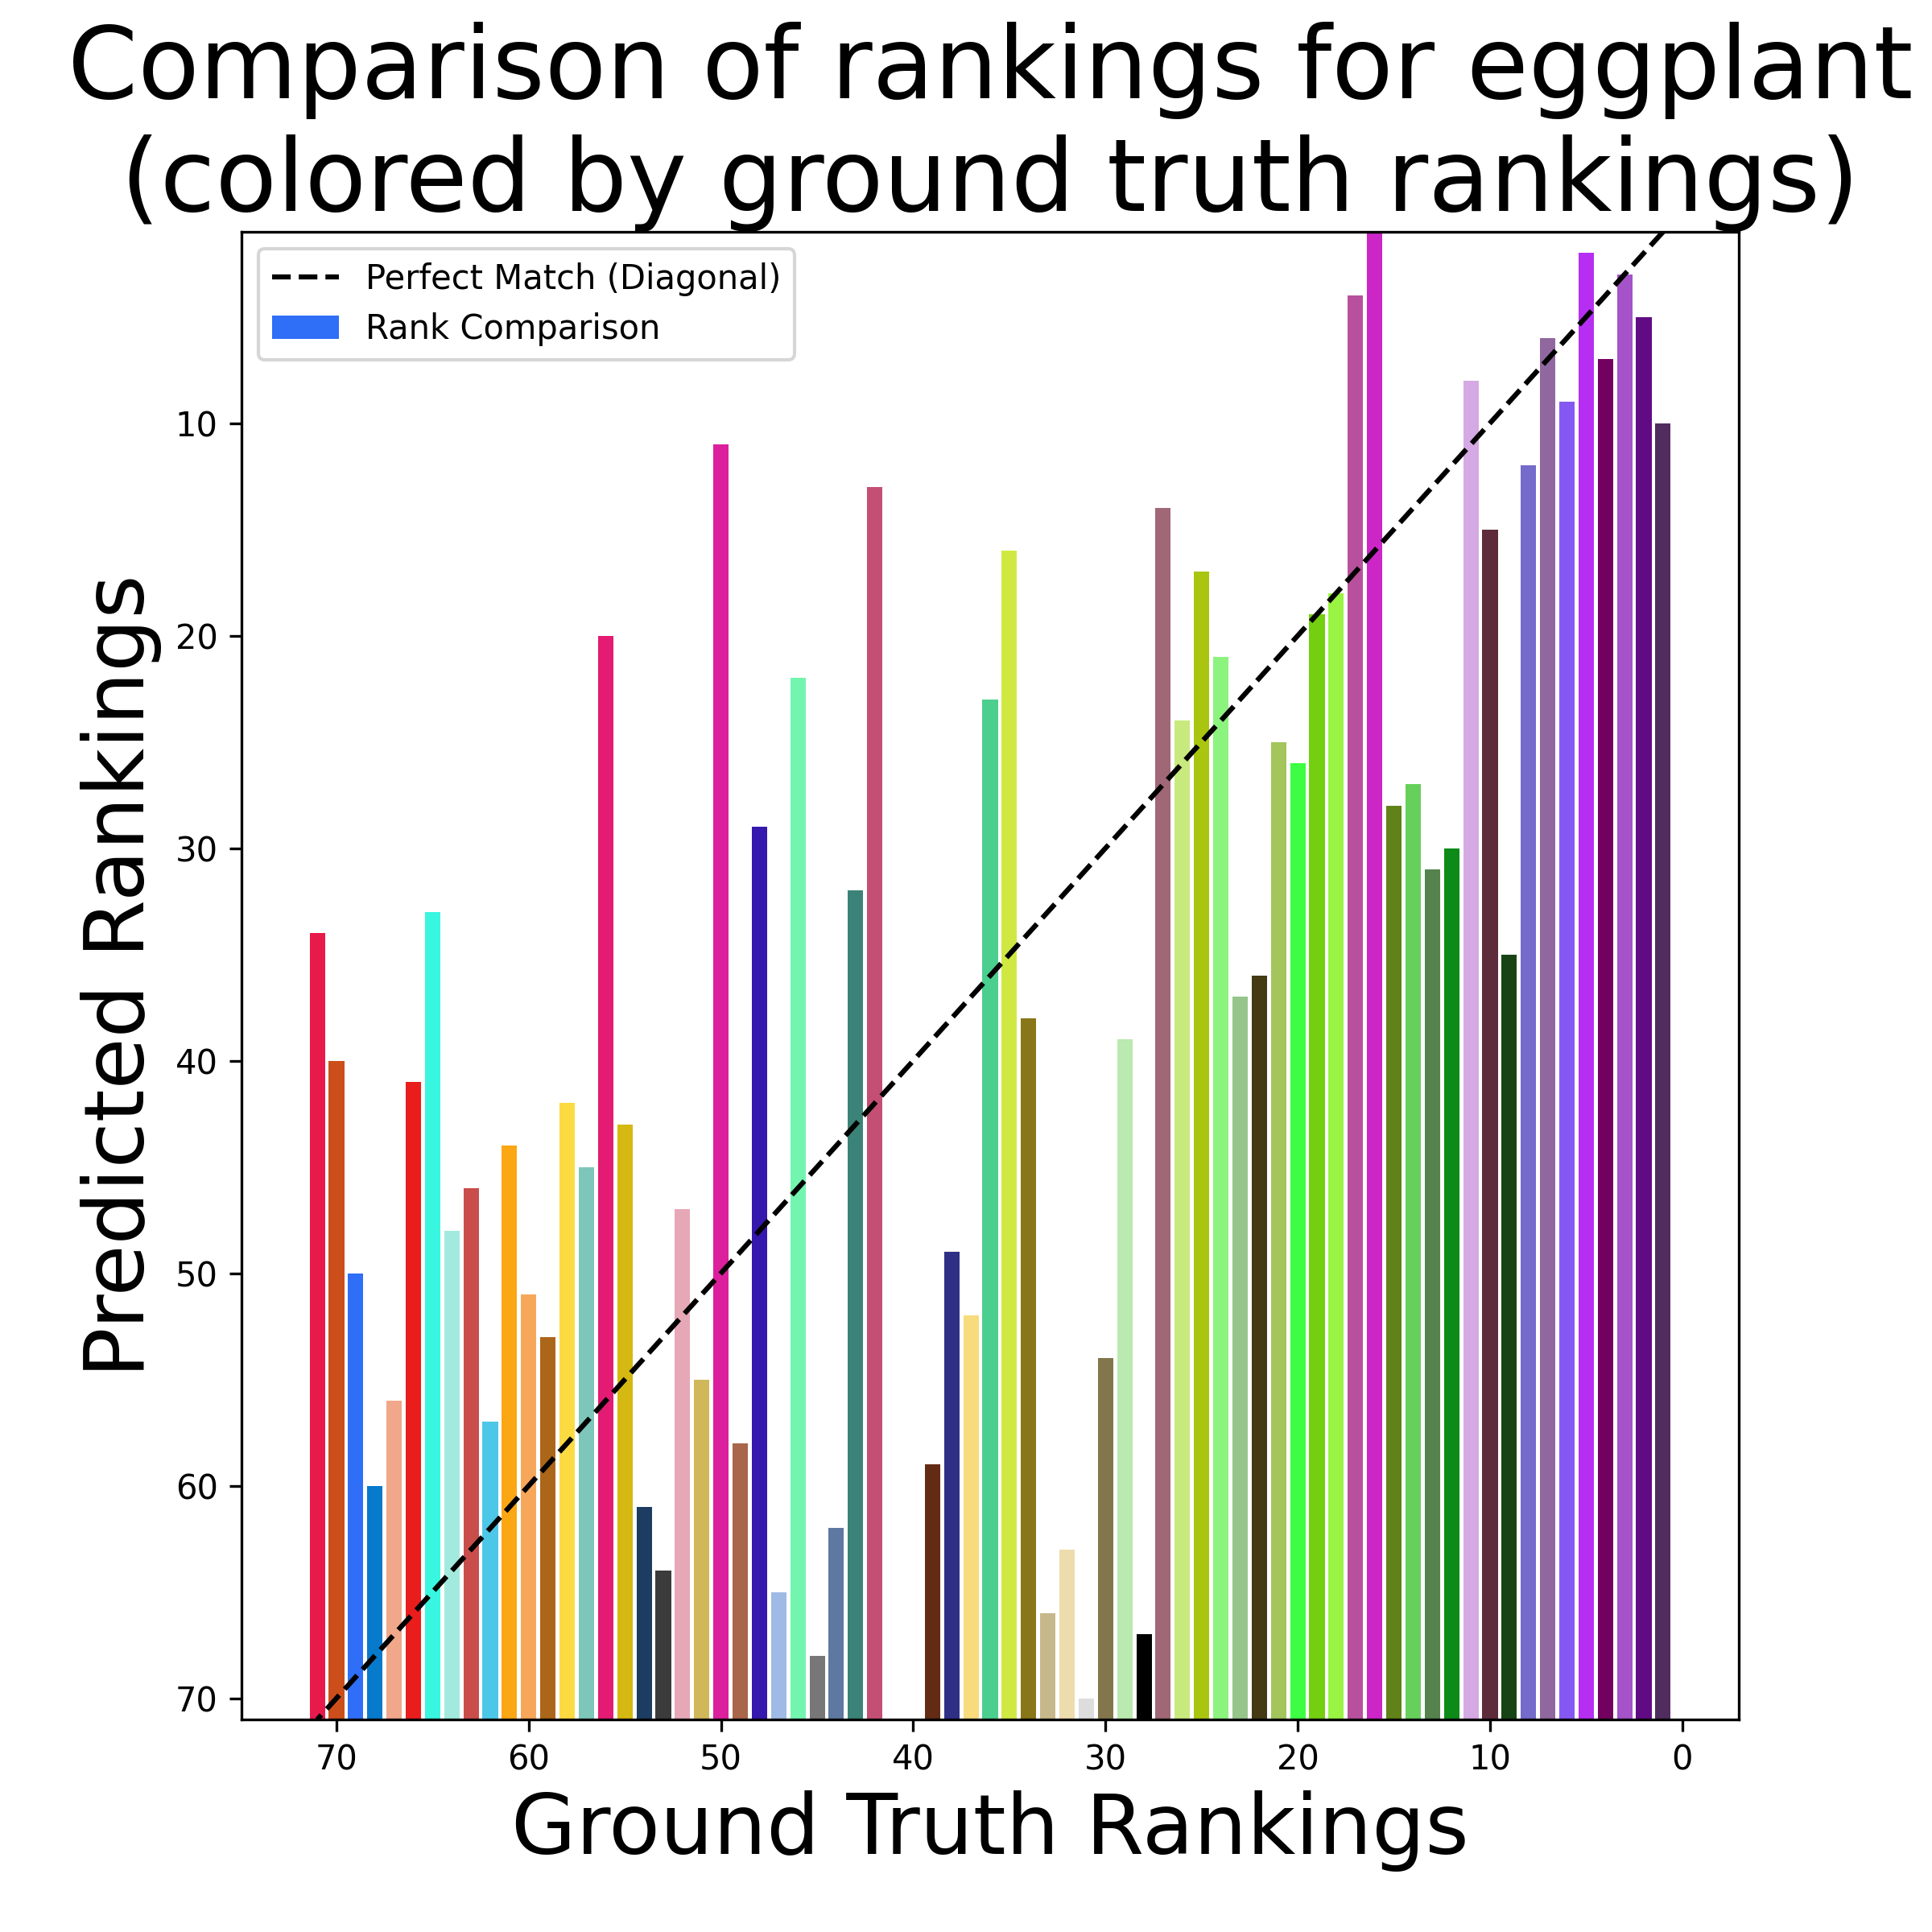 Comparison of rankings for eggplant
(colored by ground truth rankings)
Perfect Match (Diagonal)
Rank Comparison
Predicted Rankings
10
20
30
40
50
60
70
70 60 50 40 30 20 10 0
Ground Truth Rankings